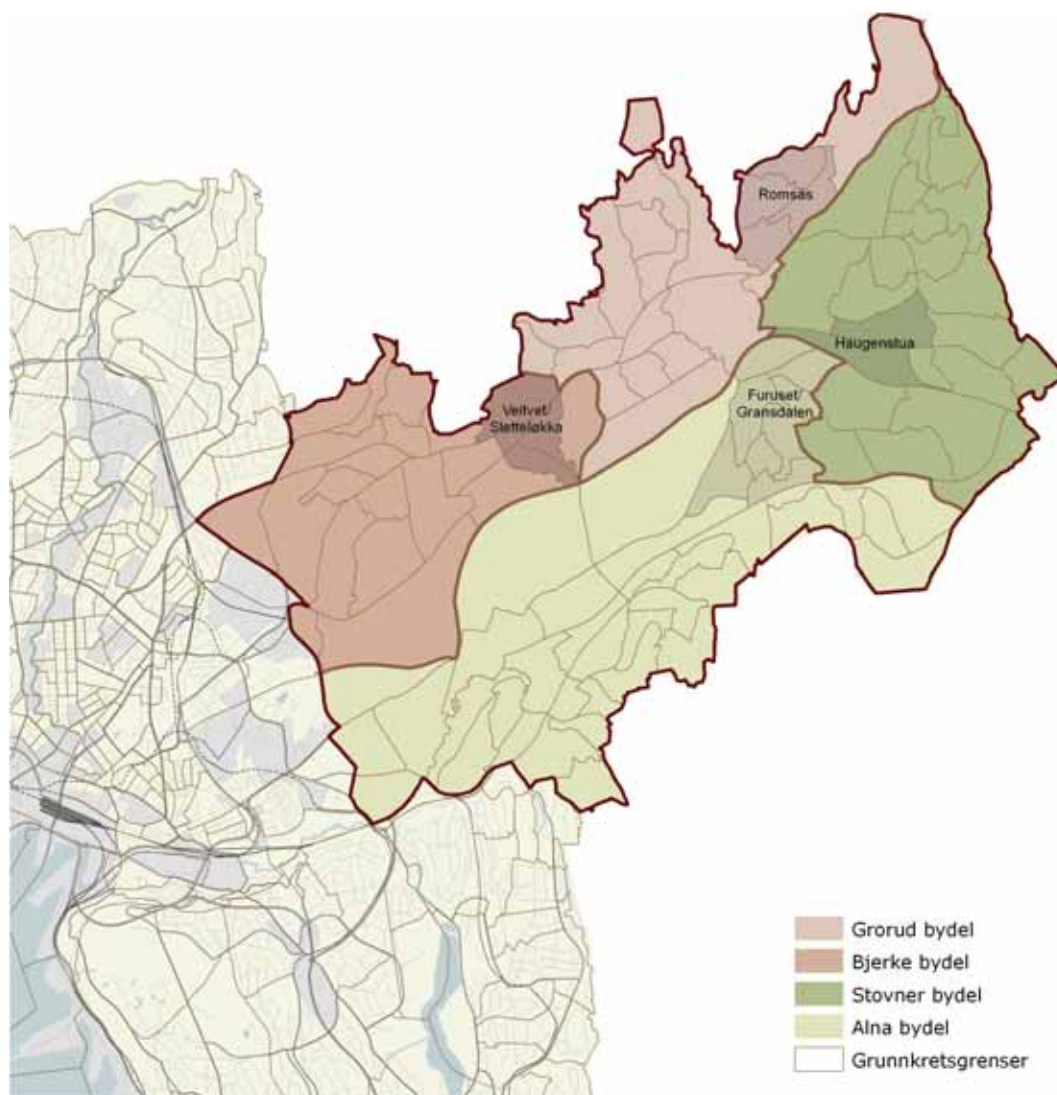 Romsås
Haugenstua
Furuset/
Gransdalen
Veitvet/
Sletteløkka
Grorud bydel
Bjerke bydel
Stovner bydel
Alna bydel
Grunnkretsgrenser